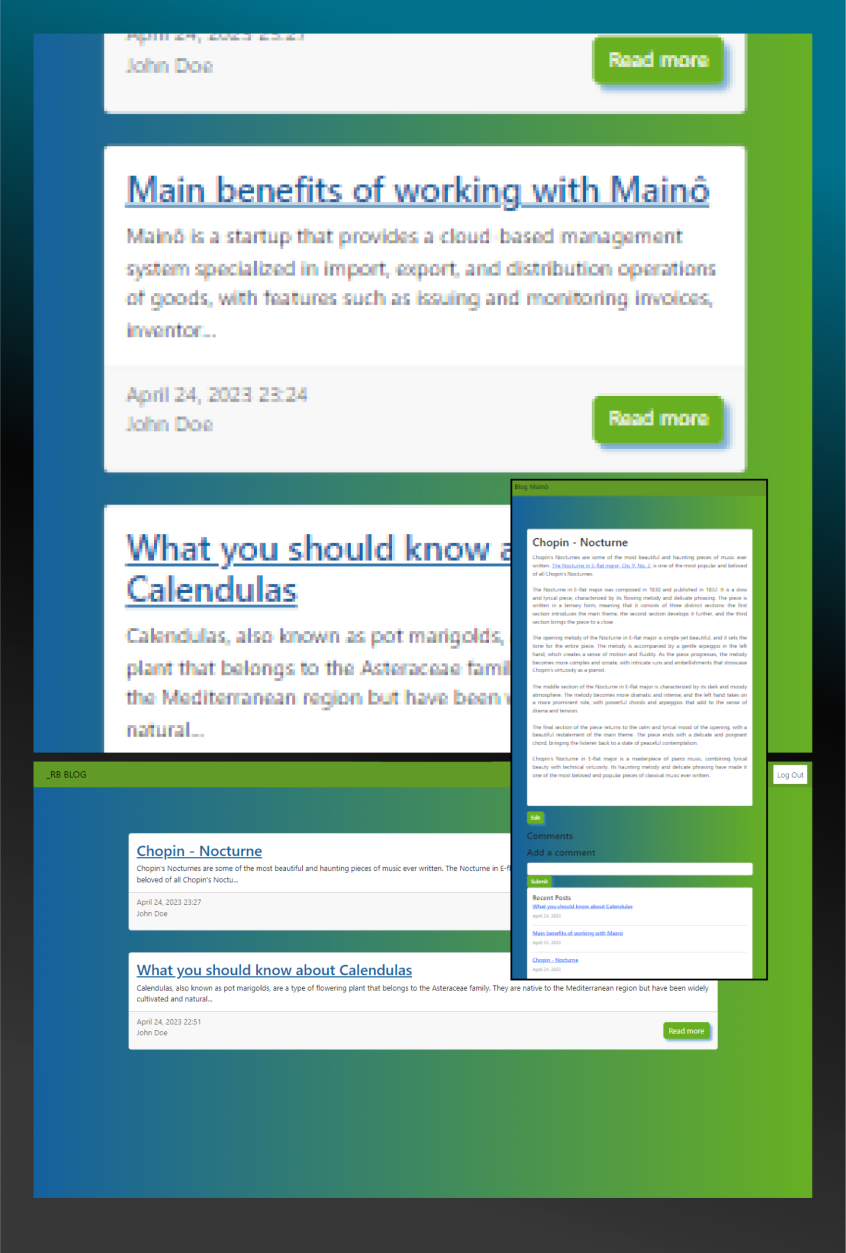 April 24, 2023 23:27
John Doe
Read more
Main benefits of working with Mainô
Mainô is a startup that provides a cloud-based management
system specialized in import, export, and distribution operations
of goods, with features such as issuing and monitoring invoices,
inventor...
April 24, 2023 23:24
John Doe
Read more
What you should know a
Calendulas
Calendulas, also known as pot marigolds,
plant that belongs to the Asteraceae famil
the Mediterranean region but have been
natural...
Blog Mainô
Chopin - Nocturne
Chopin's Nocturnes are some of the most beautiful and haunting pieces of music ever
written. The Nocturne in E-flat major, Op. 9, No. 2, is one of the most popular and beloved
of all Chopin's Nocturnes.
The Nocturne in E-flat major was composed in 1830 and published in 1832. It is a slow
and lyrical piece, characterized by its flowing melody and delicate phrasing. The piece is
written in a ternary form, meaning that it consists of three distinct sections: the first
section introduces the main theme, the second section develops it further, and the third
section brings the piece to a close.
The opening melody of the Nocturne in E-flat major is simple yet beautiful, and it sets the
tone for the entire piece. The melody is accompanied by a gentle arpeggio in the left
hand, which creates a sense of motion and fluidity. As the piece progresses, the melody
becomes more complex and ornate, with intricate runs and embellishments that showcase
Chopin's virtuosity as a pianist.
The middle section of the Nocturne in E-flat major is characterized by its dark and moody
atmosphere. The melody becomes more dramatic and intense, and the left hand takes on
a more prominent role, with powerful chords and arpeggios that add to the sense of
drama and tension.
The final section of the piece returns to the calm and lyrical mood of the opening, with a
beautiful restatement of the main theme. The piece ends with a delicate and poignant
chord, bringing the listener back to a state of peaceful contemplation.
Chopin's Nocturne in E-flat major is a masterpiece of piano music, combining lyrical
beauty with technical virtuosity. Its haunting melody and delicate phrasing have made it
one of the most beloved and popular pieces of classical music ever written.
Edit
Comments
Add a comment
Submit
Recent Posts
What you should know about Calendulas
April 24, 2023
Main benefits of working with Mainô
April 24, 2023
Chopin - Nocturne
April 24, 2023
_RB BLOG
Log Out
Chopin - Nocturne
Chopin's Nocturnes are some of the most beautiful and haunting pieces of music ever written. The Nocturne in E-fl
beloved of all Chopin's Noctu...
April 24, 2023 23:27
John Doe
What you should know about Calendulas
Calendulas, also known as pot marigolds, are a type of flowering plant that belongs to the Asteraceae family. They are native to the Mediterranean region but have been widely
cultivated and natural...
April 24, 2023 22:51
John Doe
Read more